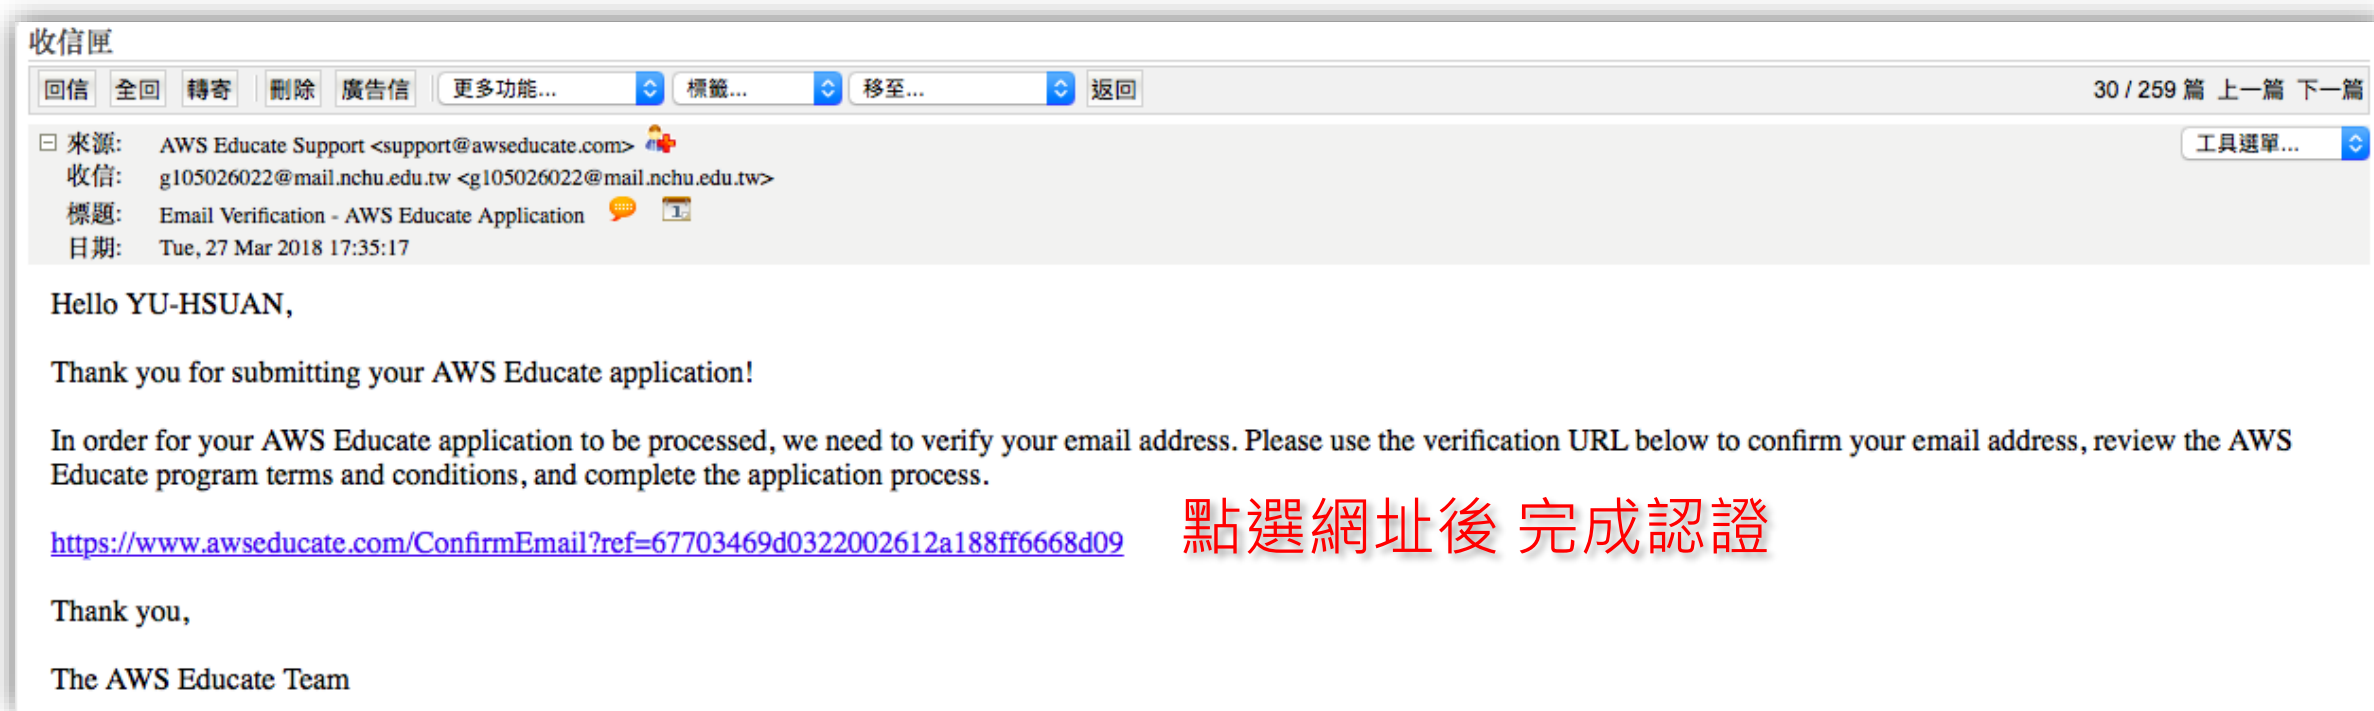 收信匣
回信 全回 轉寄 刪除 廣告信 更多功能... 標籤... 移至... 返回 30 / 259 篇 上一篇 下一篇
來源: AWS Educate Support <support@awseducate.com> 工具選單...
收信: g105026022@mail.nchu.edu.tw <g105026022@mail.nchu.edu.tw>
標題: Email Verification - AWS Educate Application
日期: Tue, 27 Mar 2018 17:35:17
Hello YU-HSUAN,
Thank you for submitting your AWS Educate application!
In order for your AWS Educate application to be processed, we need to verify your email address. Please use the verification URL below to confirm your email address, review the AWS
Educate program terms and conditions, and complete the application process.
https://www.awseducate.com/ConfirmEmail?ref=67703469d0322002612a188ff6668d09 點選網址後 完成認證
Thank you,
The AWS Educate Team